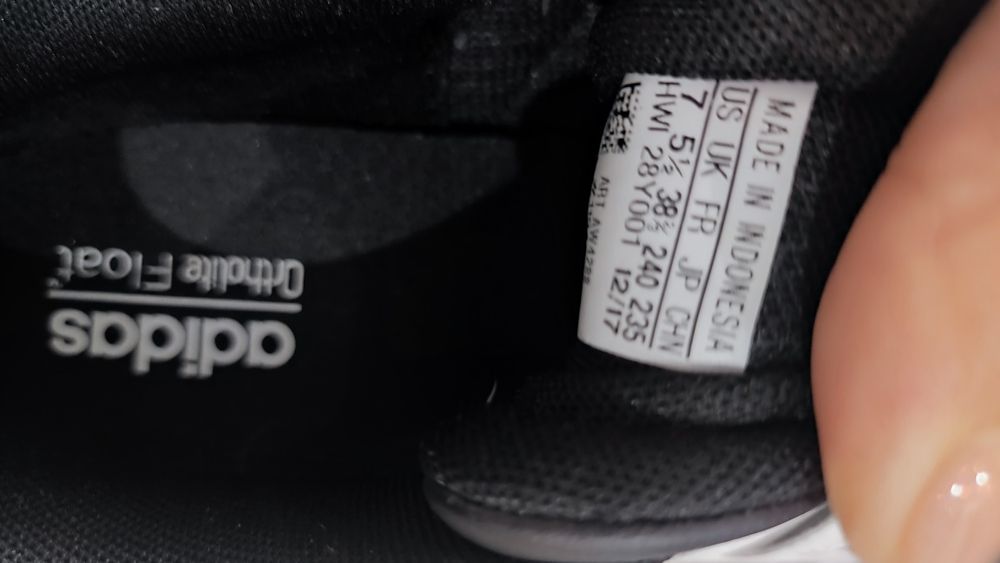 MADE IN INDONESIA
US UK FR JP CHN
7 5½ 38⅔ 240 235
HWI 28Y001 12/17
adidas
Ortholite Float